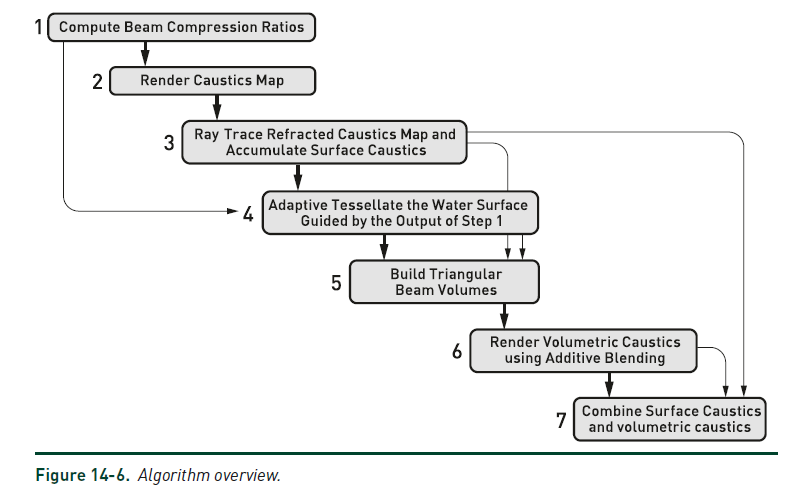 1 Compute Beam Compression Ratios
2 Render Caustics Map
3 Ray Trace Refracted Caustics Map and
Accumulate Surface Caustics
4 Adaptive Tessellate the Water Surface
Guided by the Output of Step 1
5 Build Triangular
Beam Volumes
6 Render Volumetric Caustics
using Additive Blending
7 Combine Surface Caustics
and volumetric caustics
Figure 14-6. Algorithm overview.